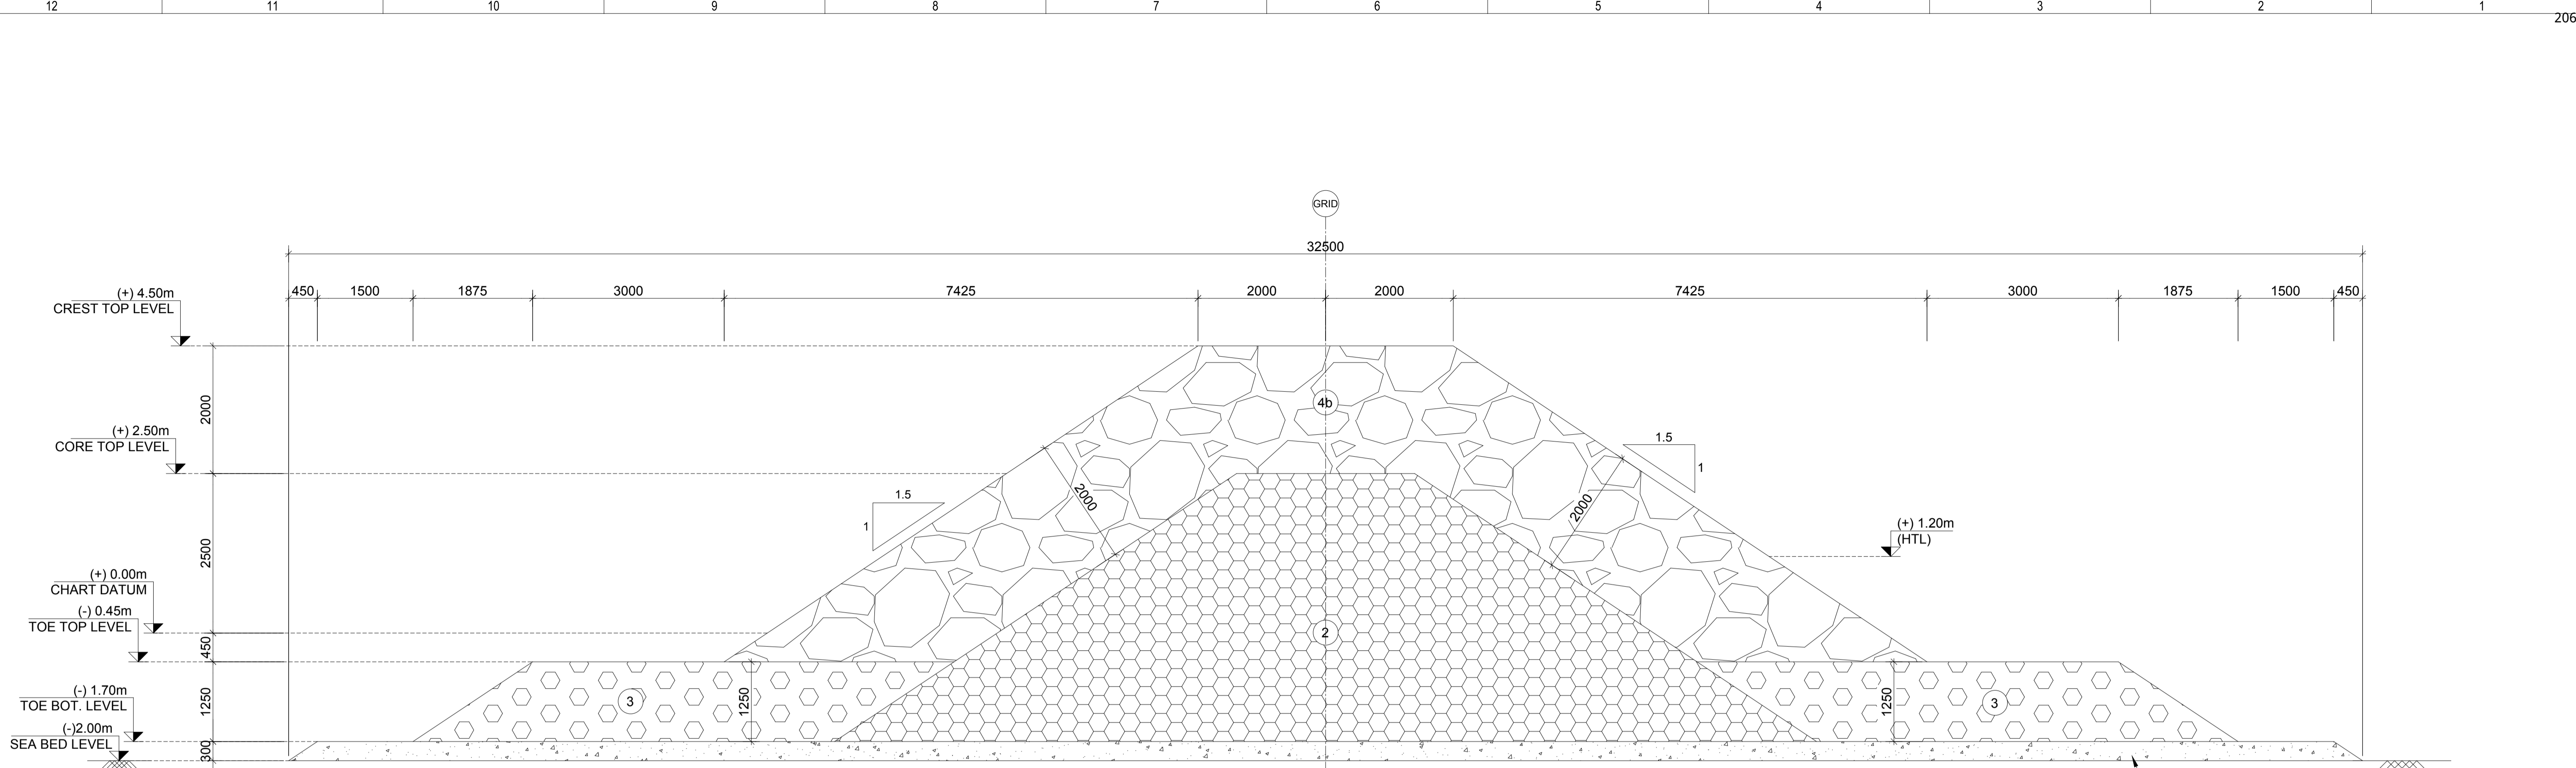 12 11 10 9 8 7 6 5 4 3 2 1
206
GRID
32500
450 1500 1875 3000 7425 2000 2000 7425 3000 1875 1500 450
(+) 4.50m
CREST TOP LEVEL
2000
4b
(+) 2.50m
CORE TOP LEVEL
1.5
1
1.5
1
2000
2000
(+) 1.20m
(HTL)
2500
(+) 0.00m
CHART DATUM
(-) 0.45m
TOE TOP LEVEL
450
2
(-) 1.70m
TOE BOT. LEVEL
1250
3
1250
1250
3
(-)2.00m
SEA BED LEVEL
300